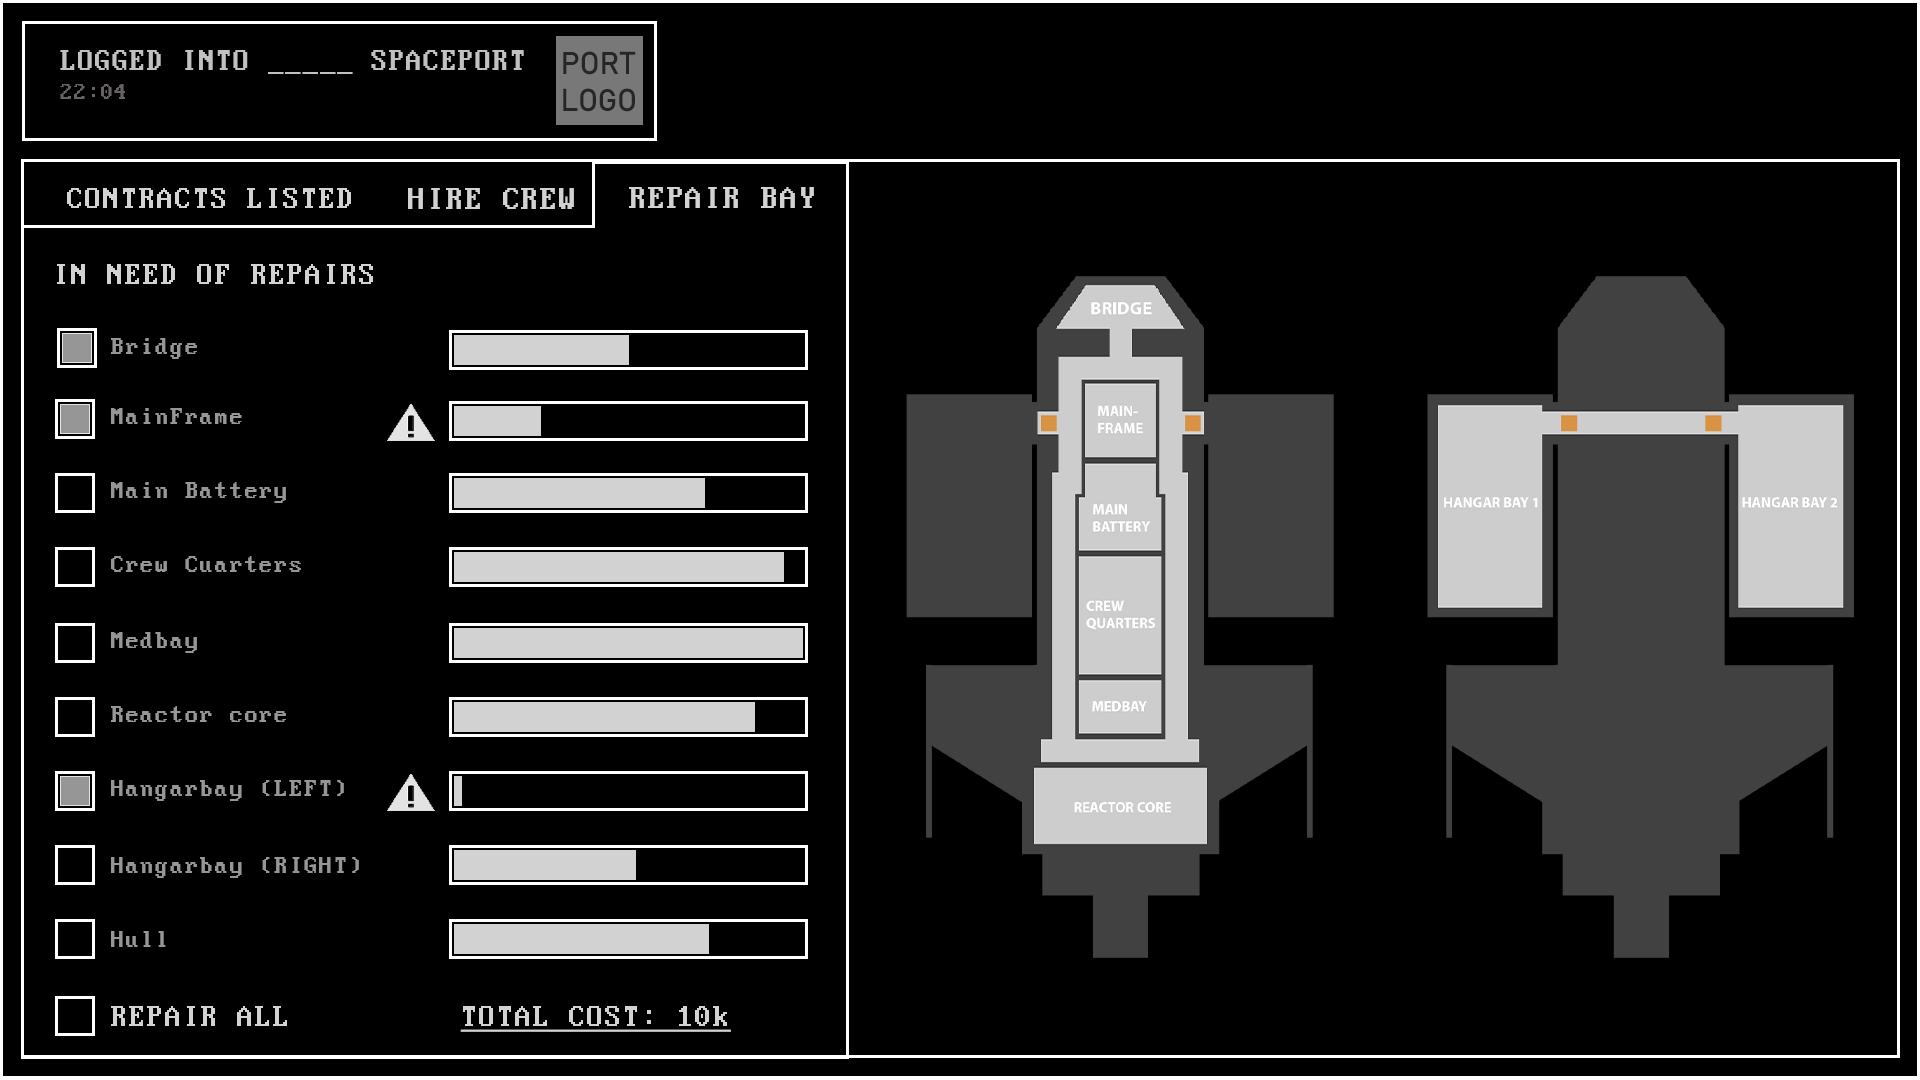 LOGGED INTO _____ SPACEPORT
22:04
PORT
LOGO
CONTRACTS LISTED
HIRE CREW
REPAIR BAY
IN NEED OF REPAIRS
Bridge
MainFrame
Main Battery
Crew Cuarters
Medbay
Reactor core
Hangarbay (LEFT)
Hangarbay (RIGHT)
Hull
REPAIR ALL
TOTAL COST: 10k
BRIDGE
MAIN-
FRAME
MAIN
BATTERY
CREW
QUARTERS
MEDBAY
REACTOR CORE
HANGAR BAY 1
HANGAR BAY 2